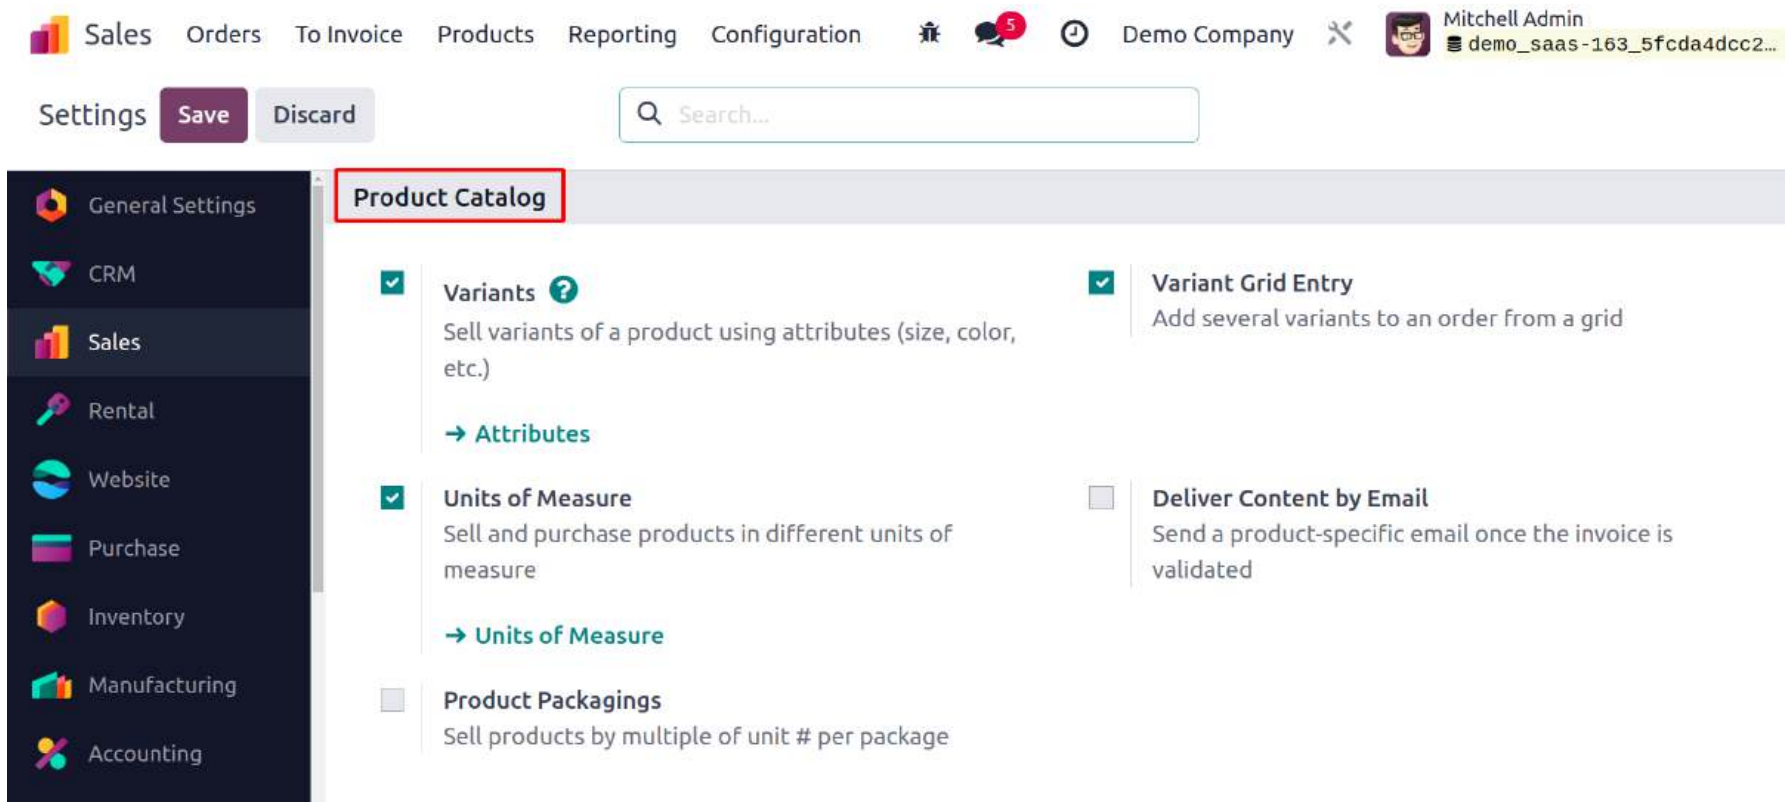 Sales Orders To Invoice Products Reporting Configuration 5 Demo Company Mitchell Admin
demo_saas-163_5fcda4dcc2…
Settings Save Discard Search...
General Settings
CRM
Sales
Rental
Website
Purchase
Inventory
Manufacturing
Accounting
Product Catalog
Variants ?
Sell variants of a product using attributes (size, color,
etc.)
→ Attributes
Variant Grid Entry
Add several variants to an order from a grid
Units of Measure
Sell and purchase products in different units of
measure
→ Units of Measure
Deliver Content by Email
Send a product-specific email once the invoice is
validated
Product Packagings
Sell products by multiple of unit # per package